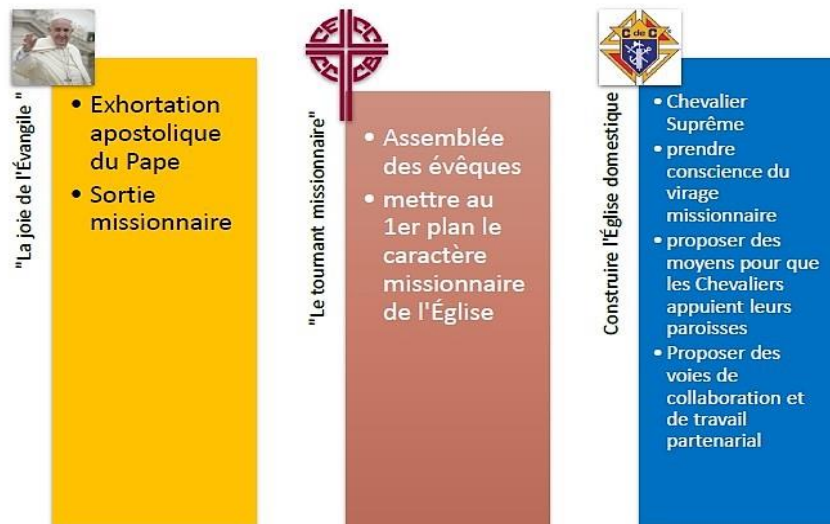 "La joie de l'Évangile "
• Exhortation
apostolique
du Pape
• Sortie
missionnaire
"Le tournant missionnaire"
• Assemblée
des évêques
• mettre au
1er plan le
caractère
missionnaire
de l'Église
C de C
Construire l'Église domestique
• Chevalier
Suprême
• prendre
conscience du
virage
missionnaire
• proposer des
moyens pour que
les Chevaliers
appuient leurs
paroisses
• Proposer des
voies de
collaboration et
de travail
partenarial